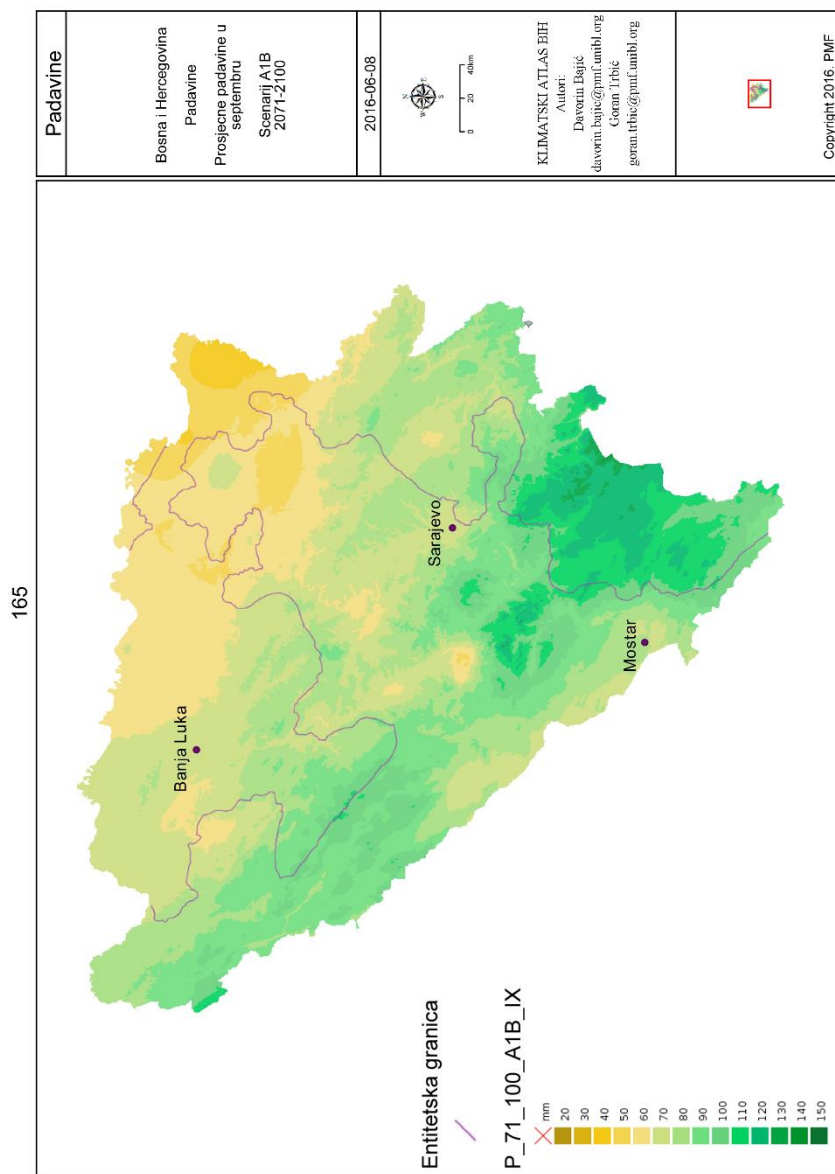 165
Padavine
Bosna i Hercegovina
Padavine
Prosjecne padavine u
septembru
Scenarij A1B
2071-2100
2016-06-08
N
W
E
S
0 20 40km
KLIMATSKI ATLAS BIH
Autori:
Davorin Bajić
davorin.bajic@pmf.unibl.org
Goran Trbić
goran.trbic@pmf.unibl.org
Copyright 2016. PMF
Banja Luka
Sarajevo
Mostar
Entitetska granica
P_71_100_A1B_IX
mm
20
30
40
50
60
70
80
90
100
110
120
130
140
150